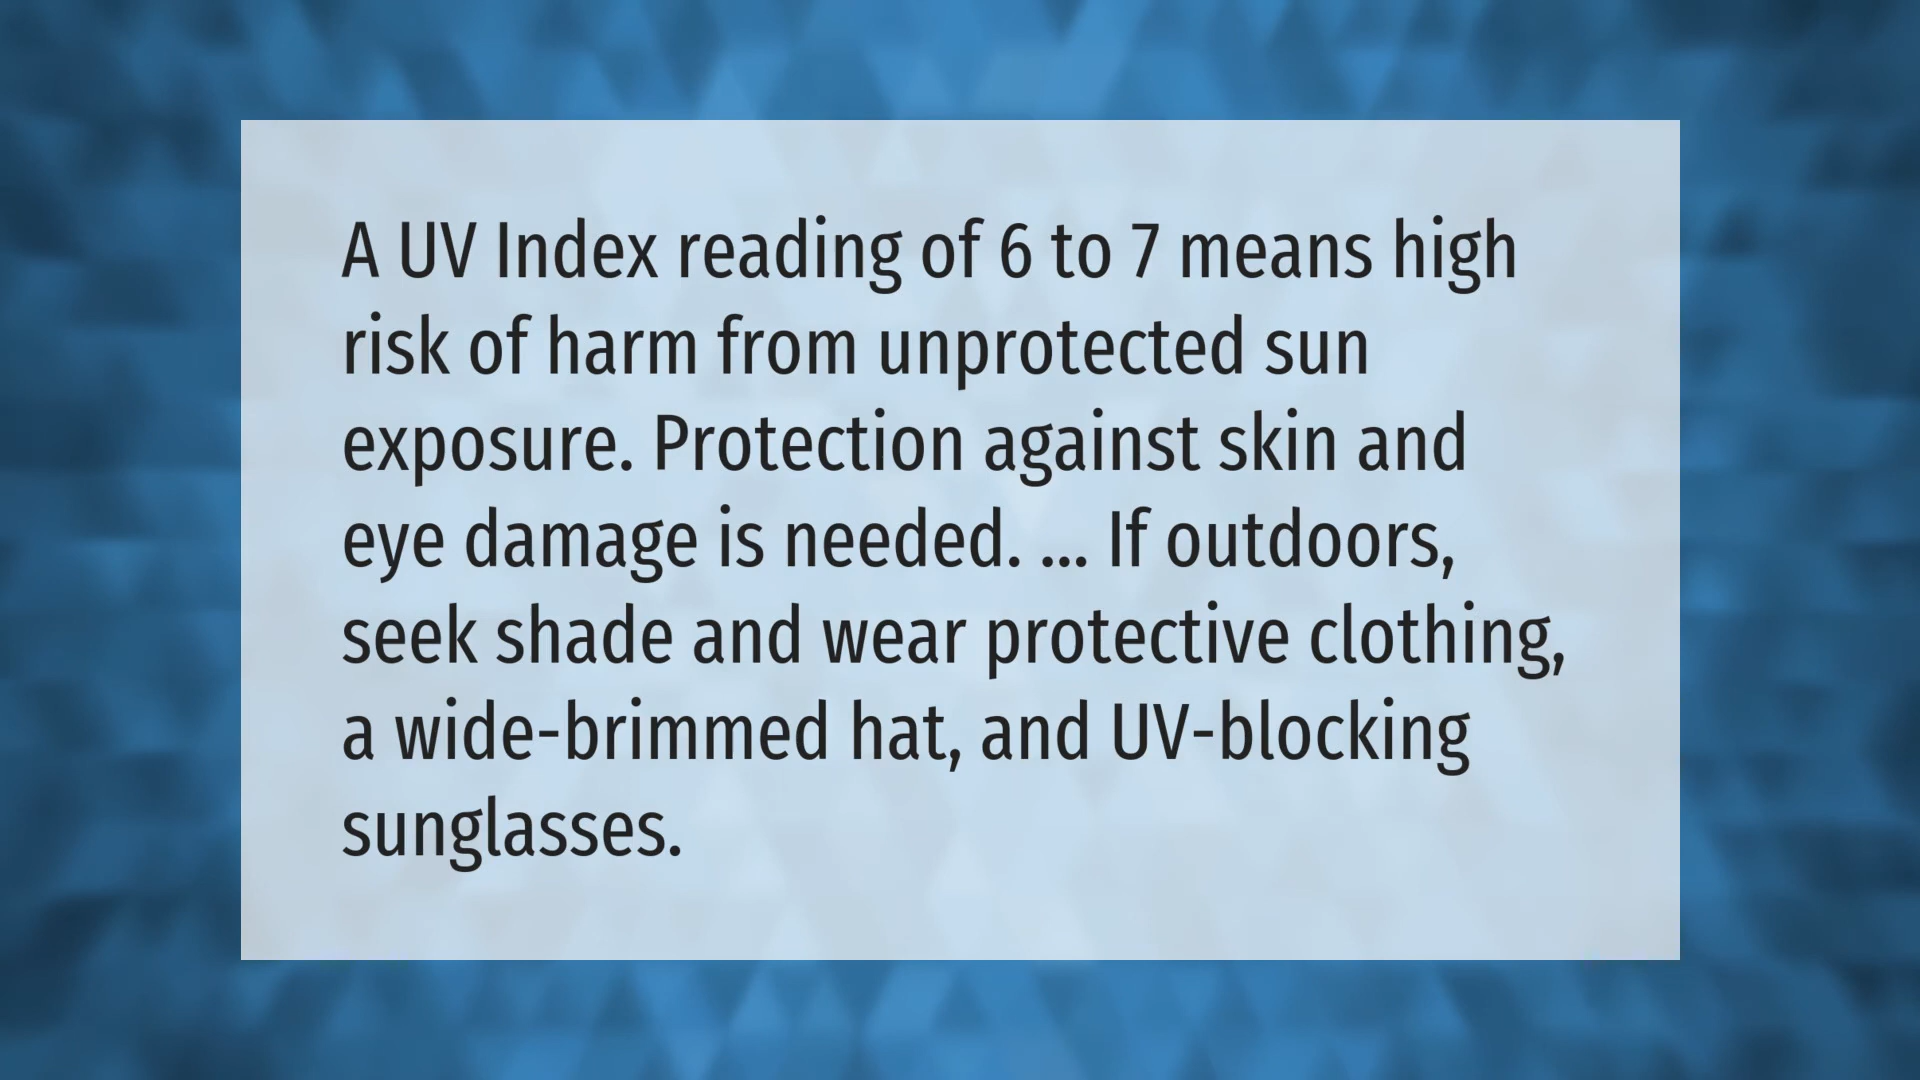 A UV Index reading of 6 to 7 means high
risk of harm from unprotected sun
exposure. Protection against skin and
eye damage is needed. ... If outdoors,
seek shade and wear protective clothing,
a wide-brimmed hat, and UV-blocking
sunglasses.